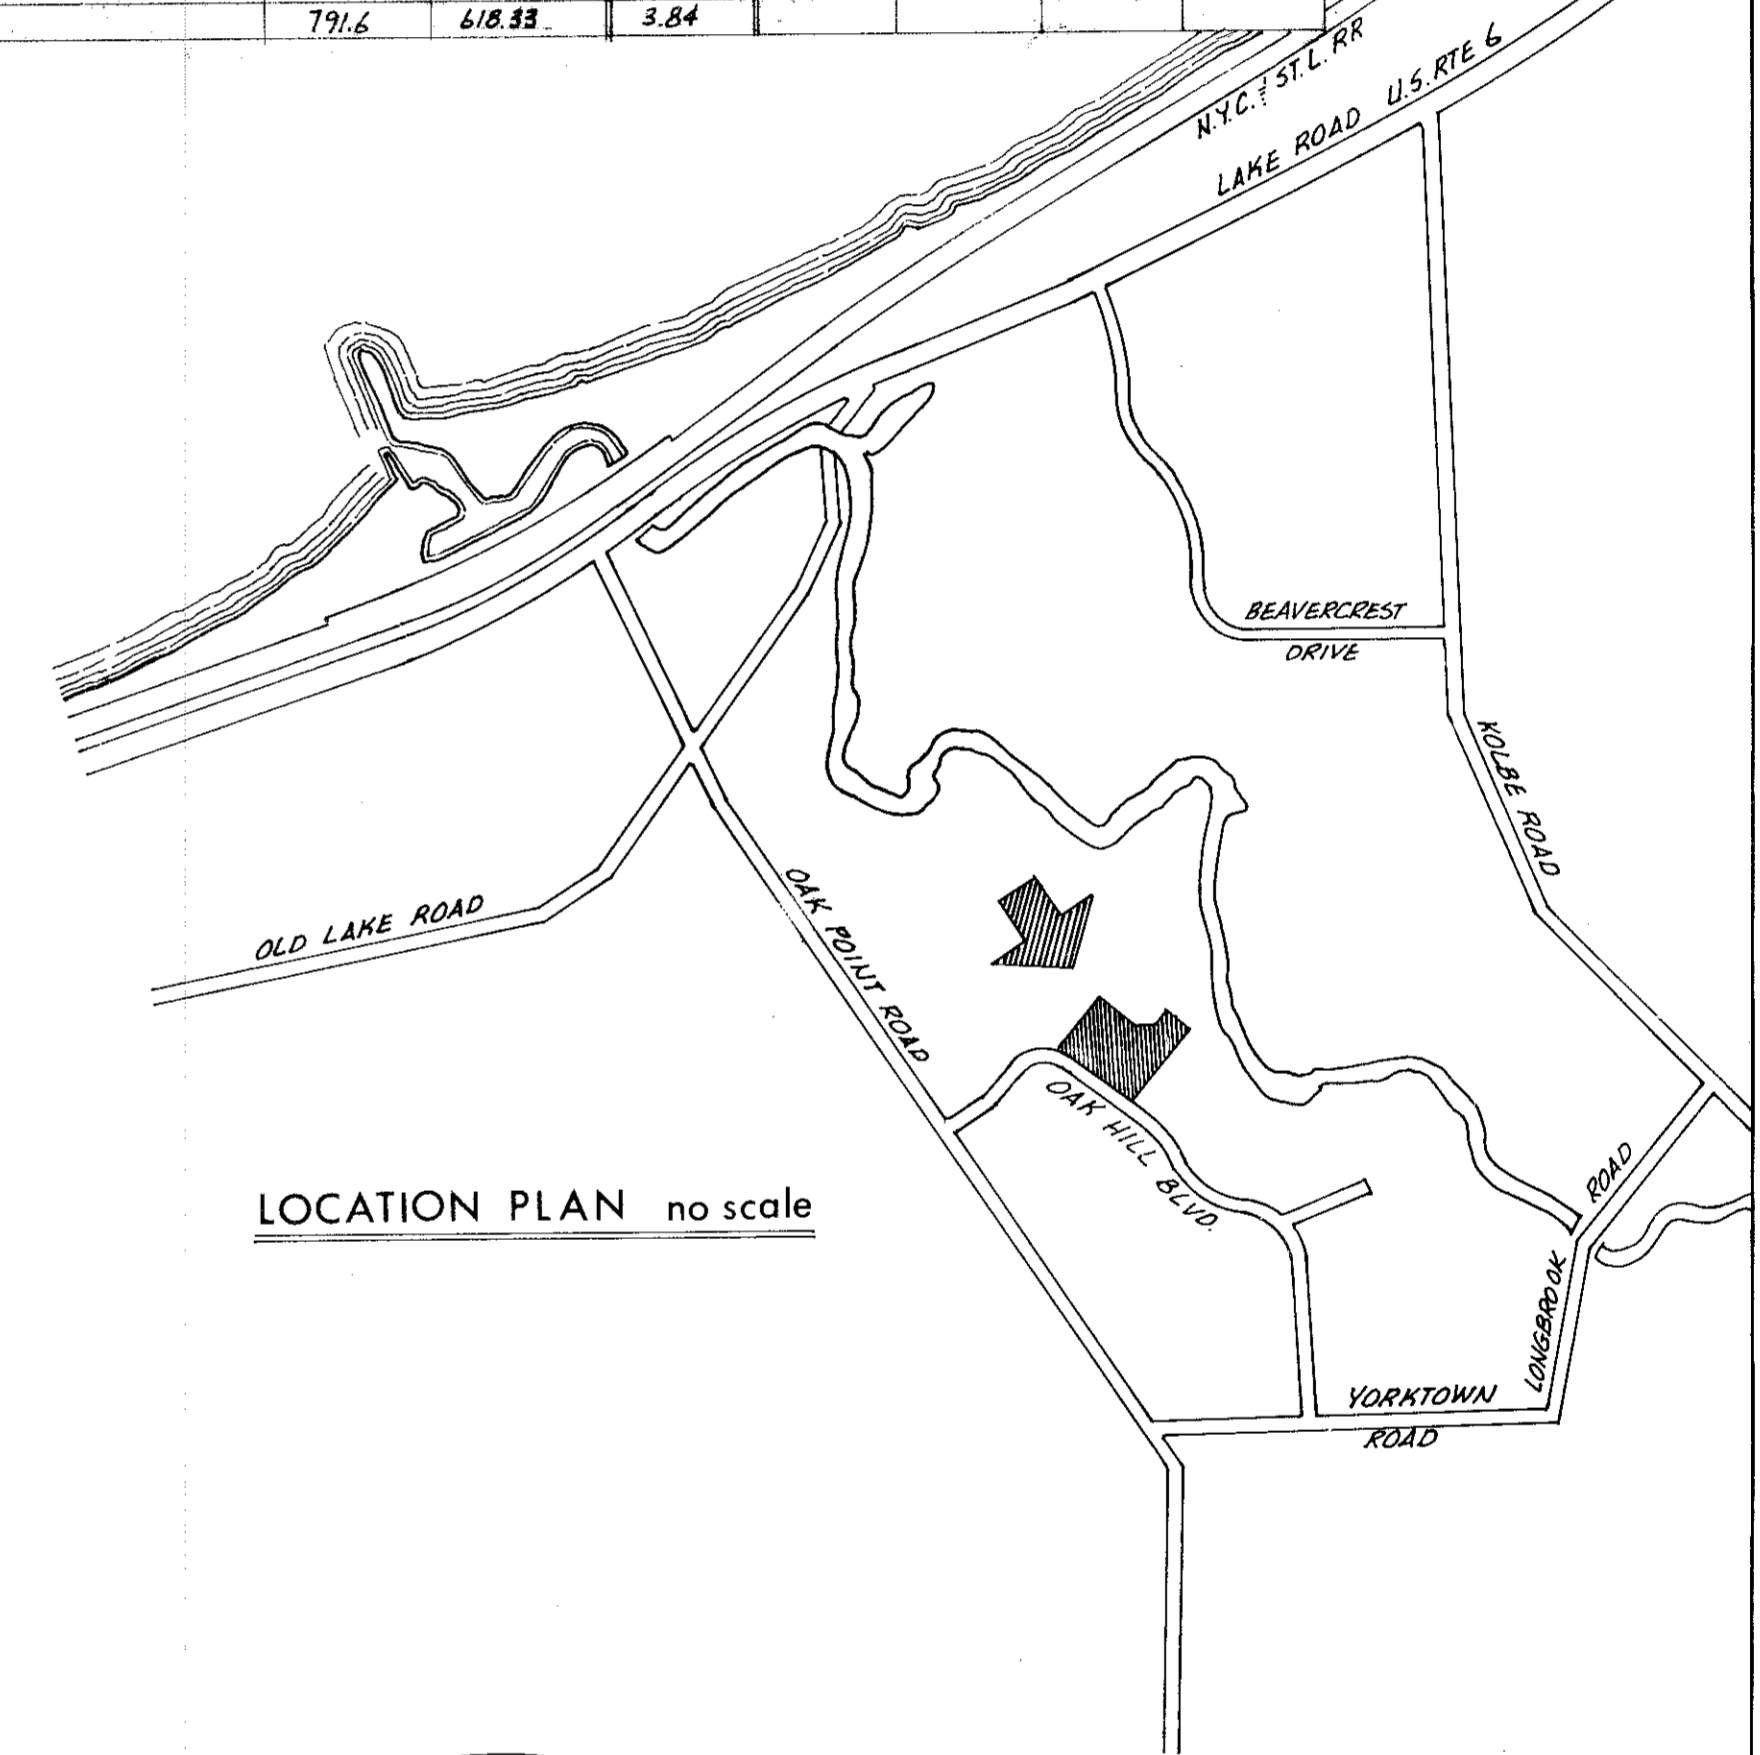 791.6 618.33 3.84
N.Y.C. & ST. L. RR
LAKE ROAD U.S. RTE 6
BEAVERCREST
DRIVE
KOLBE ROAD
OLD LAKE ROAD
OAK POINT ROAD
OAK HILL BLVD.
LONGBROOK ROAD
YORKTOWN
ROAD
LOCATION PLAN no scale